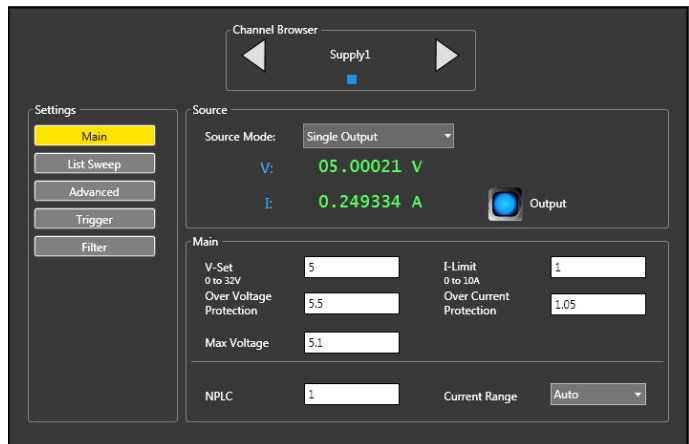 Channel Browser
Supply1
Settings
Main
List Sweep
Advanced
Trigger
Filter
Source
Source Mode: Single Output
V: 05.00021 V
I: 0.249334 A
Output
Main
V-Set 5
0 to 32V
I-Limit 1
0 to 10A
Over Voltage
Protection 5.5
Over Current
Protection 1.05
Max Voltage 5.1
NPLC 1
Current Range Auto